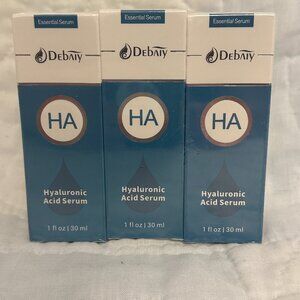 Essential Serum
DEBAIY
HA
Hyaluronic
Acid Serum
1 fl oz | 30 ml
Essential Serum
DEBAIY
HA
Hyaluronic
Acid Serum
1 fl oz | 30 ml
Essential Serum
DEBAIY
HA
Hyaluronic
Acid Serum
1 fl oz | 30 ml